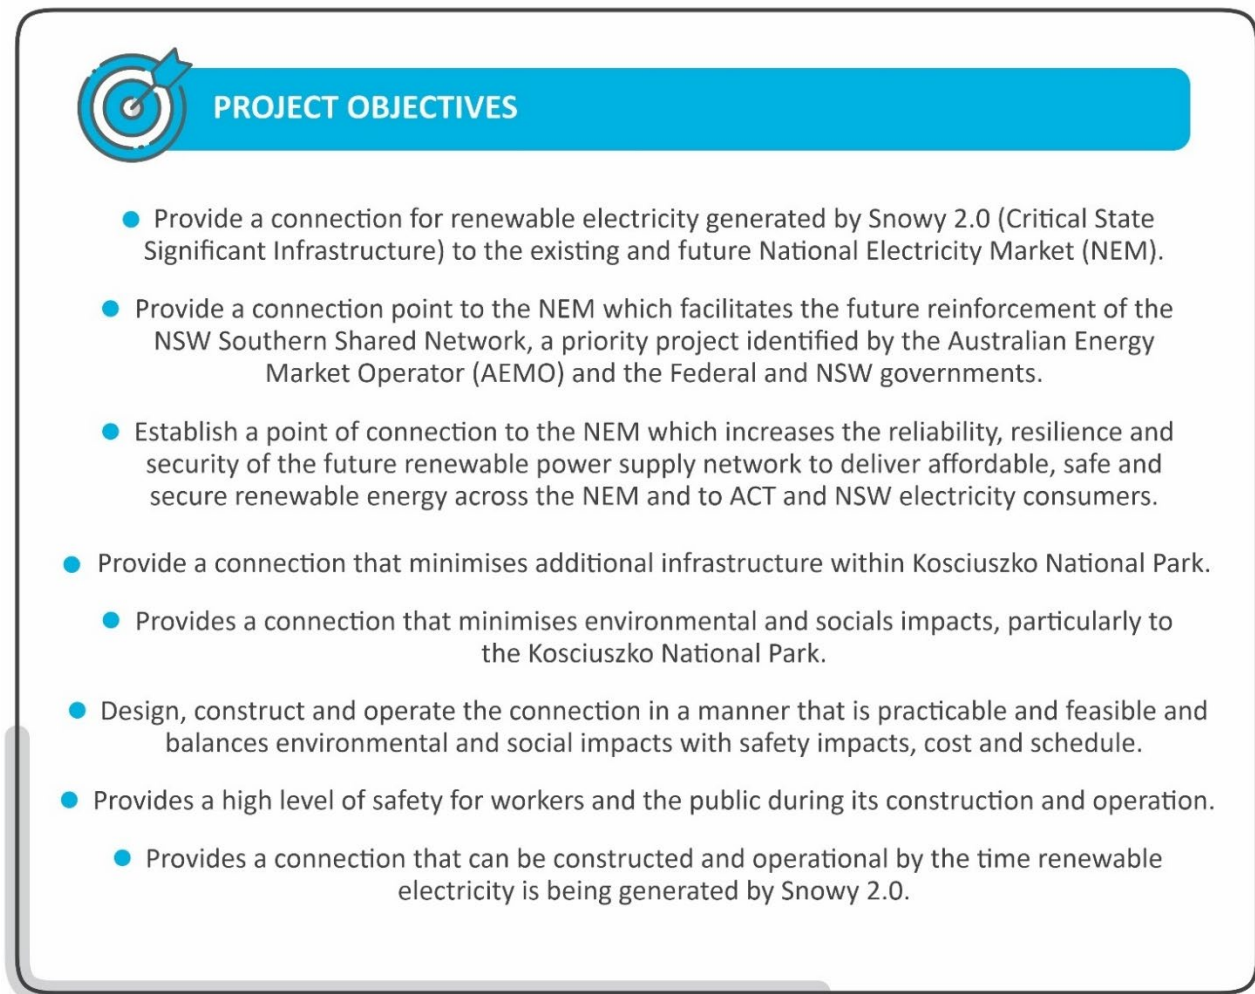 PROJECT OBJECTIVES
● Provide a connection for renewable electricity generated by Snowy 2.0 (Critical State
Significant Infrastructure) to the existing and future National Electricity Market (NEM).
● Provide a connection point to the NEM which facilitates the future reinforcement of the
NSW Southern Shared Network, a priority project identified by the Australian Energy
Market Operator (AEMO) and the Federal and NSW governments.
● Establish a point of connection to the NEM which increases the reliability, resilience and
security of the future renewable power supply network to deliver affordable, safe and
secure renewable energy across the NEM and to ACT and NSW electricity consumers.
● Provide a connection that minimises additional infrastructure within Kosciuszko National Park.
● Provides a connection that minimises environmental and socials impacts, particularly to
the Kosciuszko National Park.
● Design, construct and operate the connection in a manner that is practicable and feasible and
balances environmental and social impacts with safety impacts, cost and schedule.
● Provides a high level of safety for workers and the public during its construction and operation.
● Provides a connection that can be constructed and operational by the time renewable
electricity is being generated by Snowy 2.0.